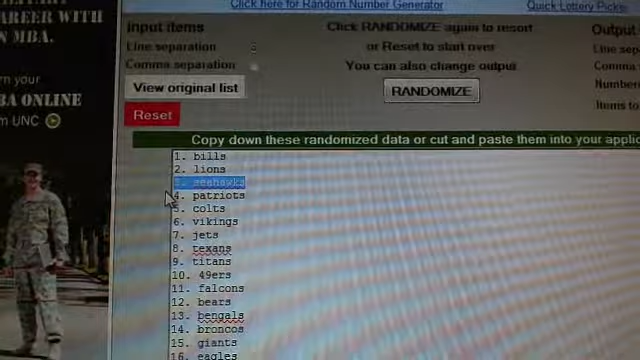 Click here for Random Number Generator
Quick Lottery Picks
IN MBA.
rn your
BA ONLINE
om UNC
Input items
Line separation
Comma separation
View original list
Reset
Click RANDOMIZE again to resort
or Reset to start over
You can also change output
RANDOMIZE
Output
Line sep
Comma
Number
Items to
Copy down these randomized data or cut and paste them into your applic
1. bills
2. lions
3. seahawks
4. patriots
5. colts
6. vikings
7. jets
8. texans
9. titans
10. 49ers
11. falcons
12. bears
13. bengals
14. broncos
15. giants
16. eagles